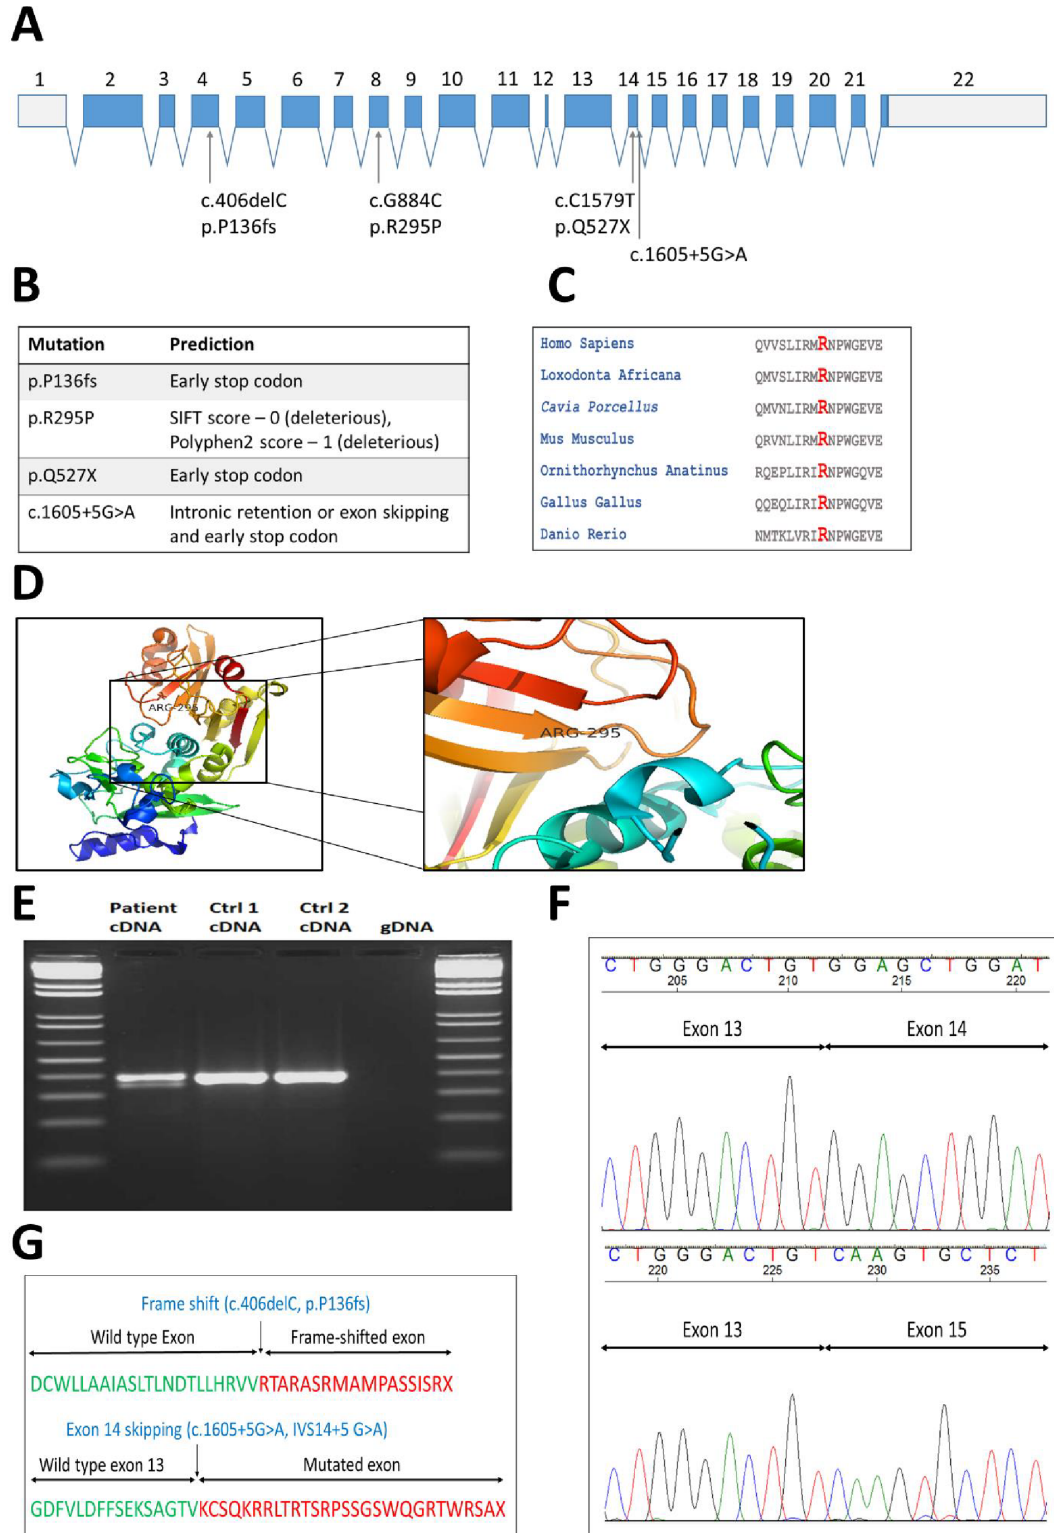 A
1 2 3 4 5 6 7 8 9 10 11 12 13 14 15 16 17 18 19 20 21 22
c.406delC
p.P136fs
c.G884C
p.R295P
c.C1579T
p.Q527X
c.1605+5G>A
B
Mutation Prediction
p.P136fs Early stop codon
p.R295P SIFT score – 0 (deleterious),
Polyphen2 score – 1 (deleterious)
p.Q527X Early stop codon
c.1605+5G>A Intronic retention or exon skipping
and early stop codon
C
Homo Sapiens QVVSLIRMRNPWGEVE
Loxodonta Africana QMVSLIRMRNPWGEVE
Cavia Porcellus QMVNLIRMRNPWGEVE
Mus Musculus QRVNLIRMRNPWGEVE
Ornithorhynchus Anatinus RQEPLIRIRNPWGQVE
Gallus Gallus QQEQLIRIRNPWGQVE
Danio Rerio NMTKLVRIRNPWGEVE
D
ARG-295
ARG-295
E
Patient Ctrl 1 Ctrl 2
cDNA cDNA cDNA gDNA
F
C T G G G A C T G T G G A G C T G G A T
205 210 215 220
Exon 13 Exon 14
C T G G G A C T G T C A A G T G C T C T
220 225 230 235
Exon 13 Exon 15
G
Frame shift (c.406delC, p.P136fs)
Wild type Exon Frame-shifted exon
DCWLLAAIASLTLNDTLLHRVVRTARASRMAMPASSISRX
Exon 14 skipping (c.1605+5G>A, IVS14+5 G>A)
Wild type exon 13 Mutated exon
GDFVLDFFSEKSAGTVKCSQKRRLTRTSRPSSGSWQGRTWRSAX